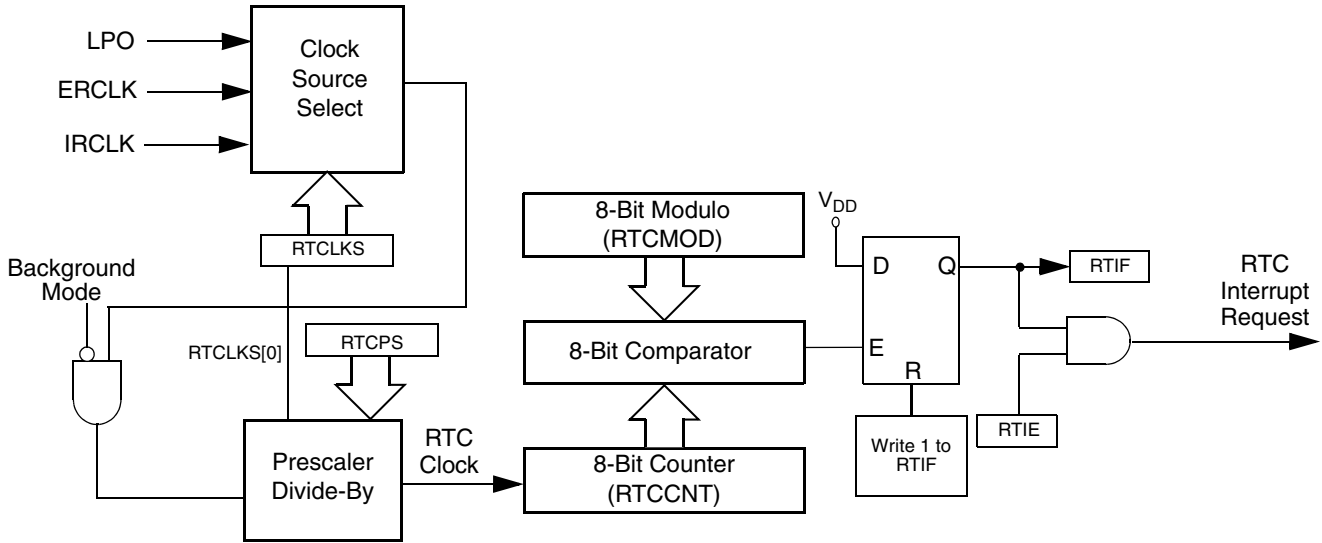 LPO
ERCLK
IRCLK
Clock
Source
Select
RTCLKS
Background
Mode
RTCLKS[0]
RTCPS
Prescaler
Divide-By
RTC
Clock
8-Bit Modulo
(RTCMOD)
8-Bit Comparator
8-Bit Counter
(RTCCNT)
VDD
D
Q
E
R
Write 1 to
RTIF
RTIF
RTIE
RTC
Interrupt
Request